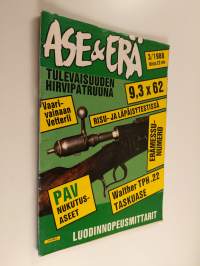 ASE & ERÄ
3/1988
TULEVAISUUDEN
HIRVIPATRUUNA
9,3 x 62
Vaari-
vainaan
Vetterli
RISU- JA LÄPÄISYTESTISSÄ
ERÄMESSU-
NUMERO
PAV
NUKUTUS-
ASEET
Walther TPH .22
TASKUASE
LUODINNOPEUSMITTARIT